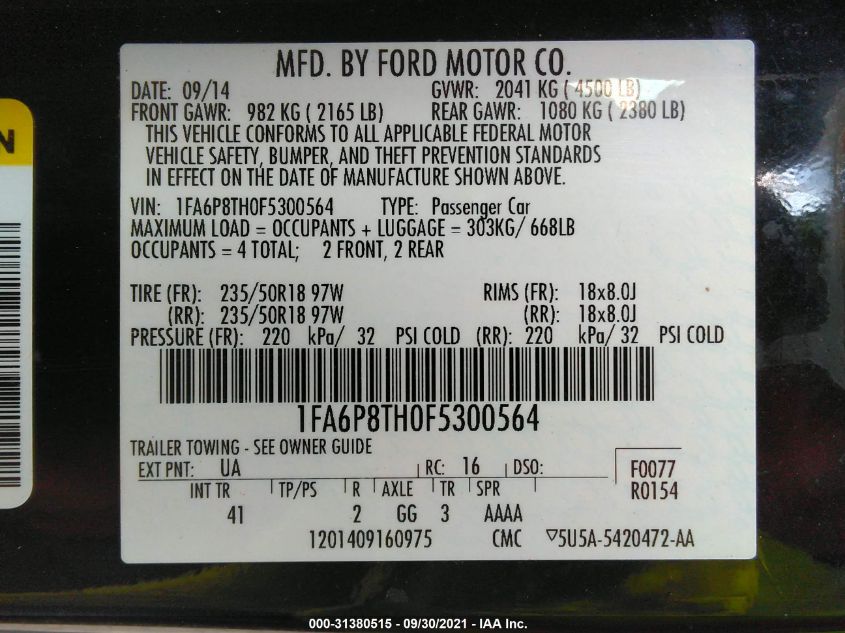 MFD. BY FORD MOTOR CO.
DATE: 09/14 GVWR: 2041 KG ( 4500 LB)
FRONT GAWR: 982 KG ( 2165 LB) REAR GAWR: 1080 KG ( 2380 LB)
THIS VEHICLE CONFORMS TO ALL APPLICABLE FEDERAL MOTOR
VEHICLE SAFETY, BUMPER, AND THEFT PREVENTION STANDARDS
IN EFFECT ON THE DATE OF MANUFACTURE SHOWN ABOVE.
VIN: 1FA6P8TH0F5300564 TYPE: Passenger Car
MAXIMUM LOAD = OCCUPANTS + LUGGAGE = 303KG/ 668LB
OCCUPANTS = 4 TOTAL; 2 FRONT, 2 REAR
TIRE (FR): 235/50R18 97W RIMS (FR): 18x8.0J
(RR): 235/50R18 97W (RR): 18x8.0J
PRESSURE (FR): 220 kPa/ 32 PSI COLD (RR): 220 kPa/ 32 PSI COLD
1FA6P8TH0F5300564
TRAILER TOWING - SEE OWNER GUIDE
EXT PNT: UA RC: 16 DSO: F0077
INT TR TP/PS R AXLE TR SPR R0154
41 2 GG 3 AAAA
1201409160975 CMC ▽5U5A-5420472-AA
N
000-31380515 - 09/30/2021 - IAA Inc.